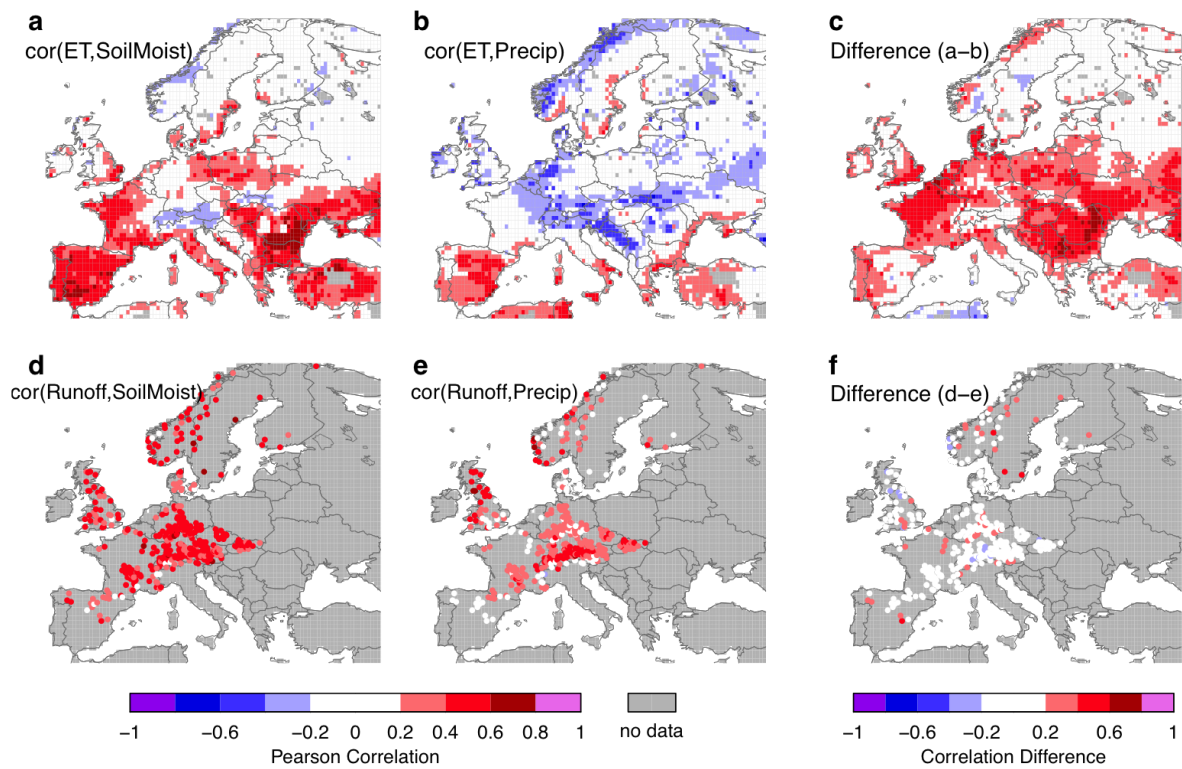 a
cor(ET,SoilMoist)
b
cor(ET,Precip)
c
Difference (a−b)
d
cor(Runoff,SoilMoist)
e
cor(Runoff,Precip)
f
Difference (d−e)
−1 −0.6 −0.2 0 0.2 0.4 0.6 0.8 1
Pearson Correlation
no data
−1 −0.6 −0.2 0.2 0.6 1
Correlation Difference